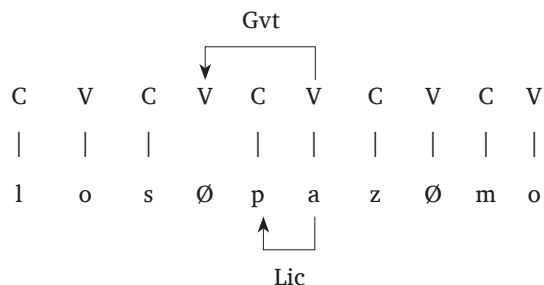 Gvt
C V C V C V C V C V
| | | | | | | |
l o s Ø p a z Ø m o
Lic